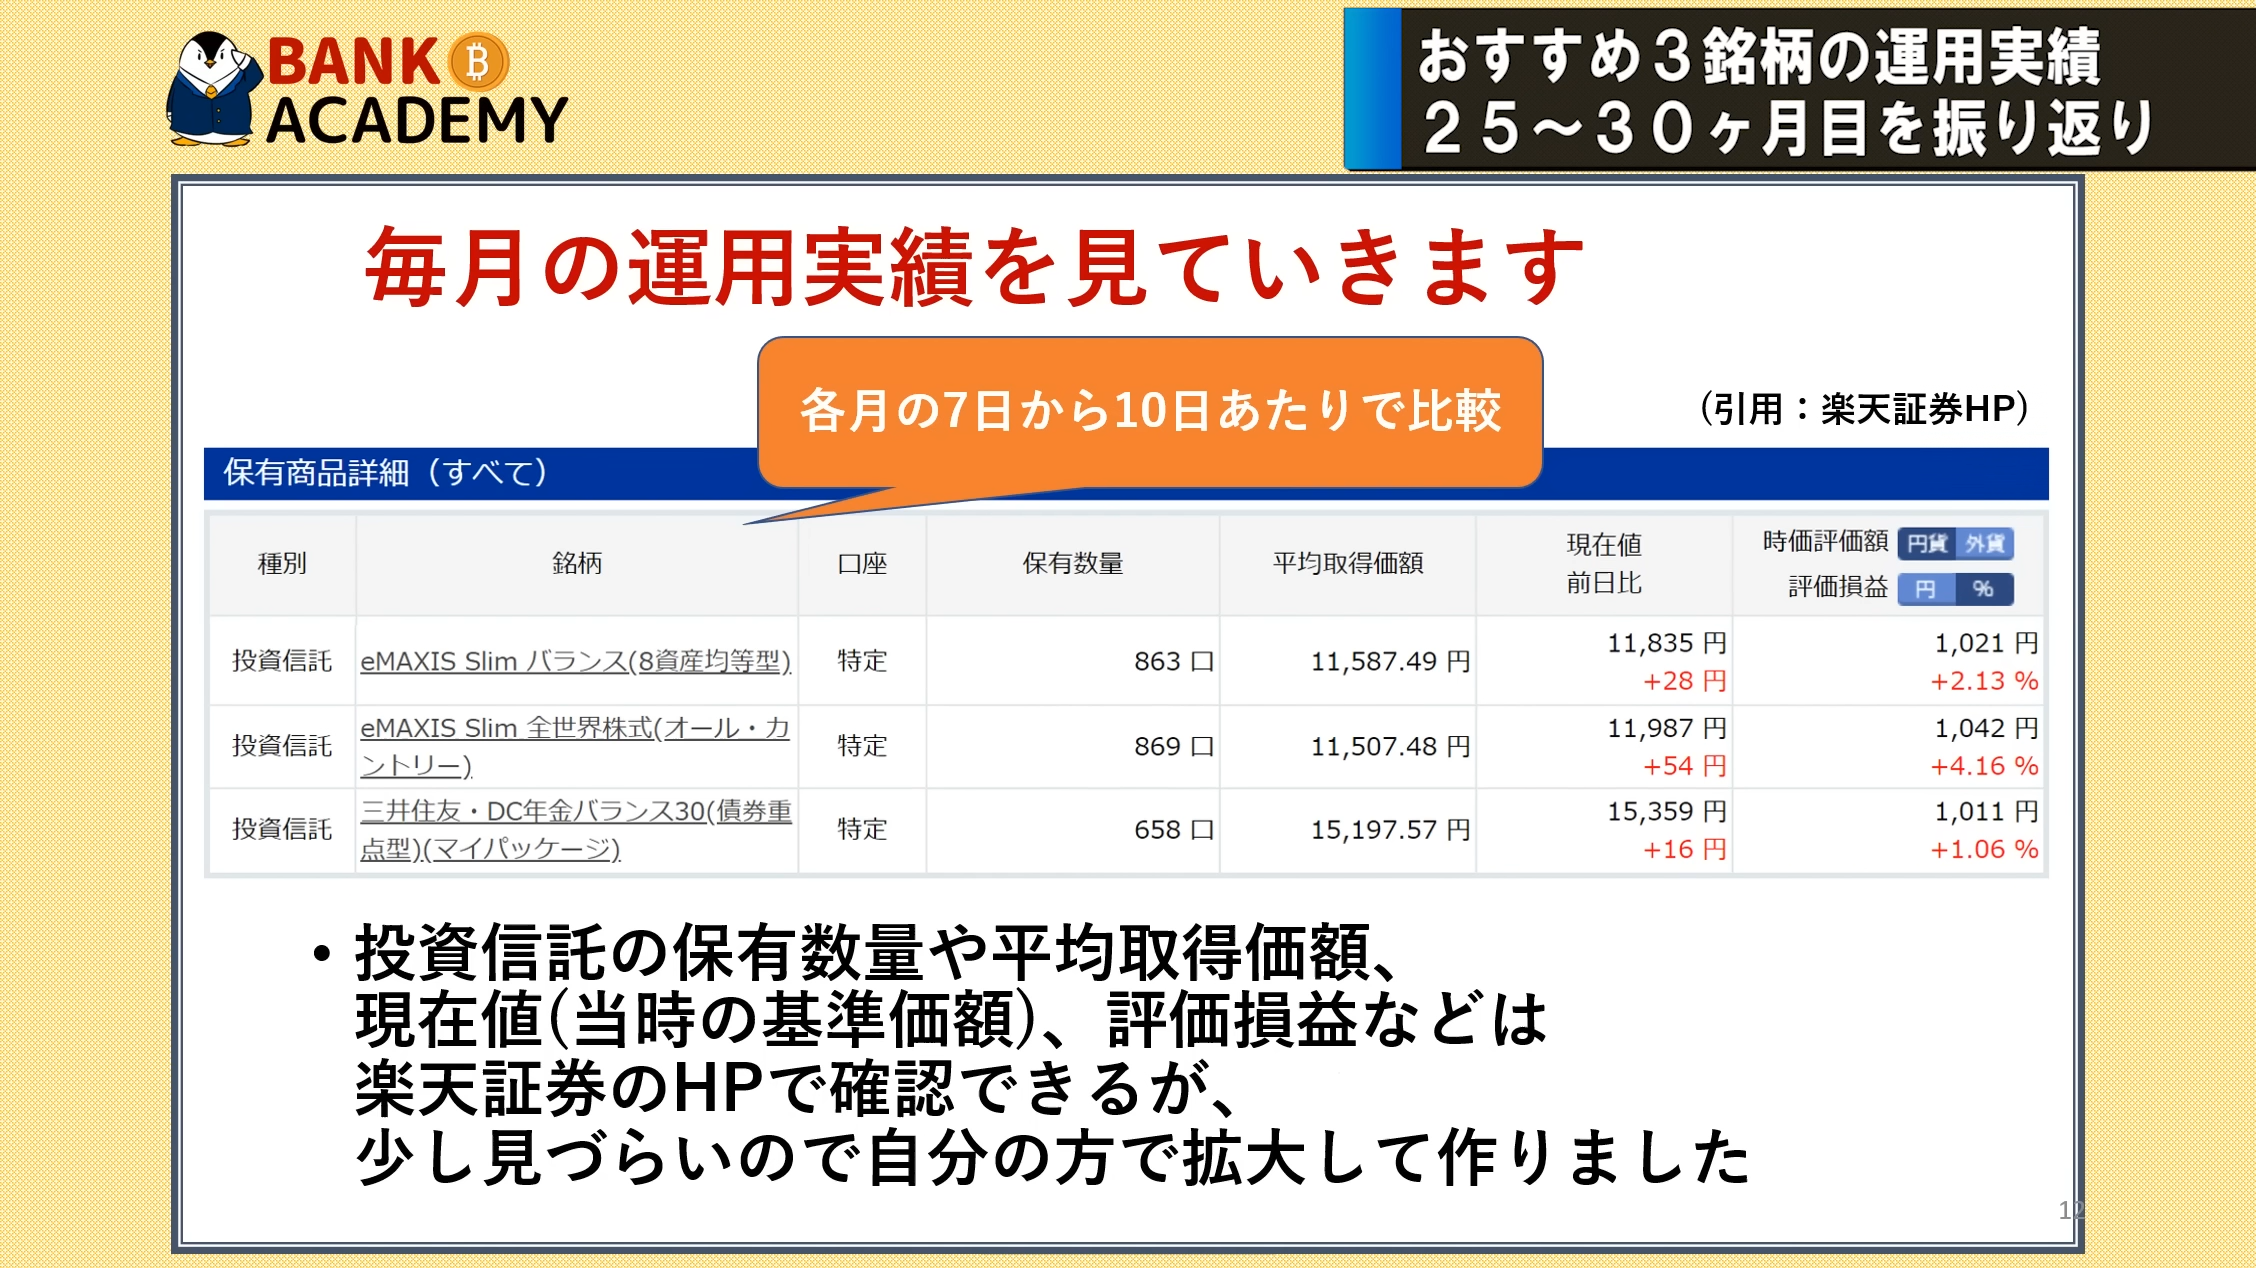 BANK
ACADEMY
おすすめ３銘柄の運用実績
２５～３０ヶ月目を振り返り
毎月の運用実績を見ていきます
各月の7日から10日あたりで比較
（引用：楽天証券HP）
保有商品詳細（すべて）
種別 銘柄 口座 保有数量 平均取得価額 現在値 前日比 時価評価額 円貨 外貨 評価損益 円 %
投資信託 eMAXIS Slim バランス(8資産均等型) 特定 863 口 11,587.49 円 11,835 円 +28 円 1,021 円 +2.13 %
投資信託 eMAXIS Slim 全世界株式(オール・カントリー) 特定 869 口 11,507.48 円 11,987 円 +54 円 1,042 円 +4.16 %
投資信託 三井住友・DC年金バランス30(債券重点型)(マイパッケージ) 特定 658 口 15,197.57 円 15,359 円 +16 円 1,011 円 +1.06 %
・投資信託の保有数量や平均取得価額、
現在値(当時の基準価額)、評価損益などは
楽天証券のHPで確認できるが、
少し見づらいので自分の方で拡大して作りました
12